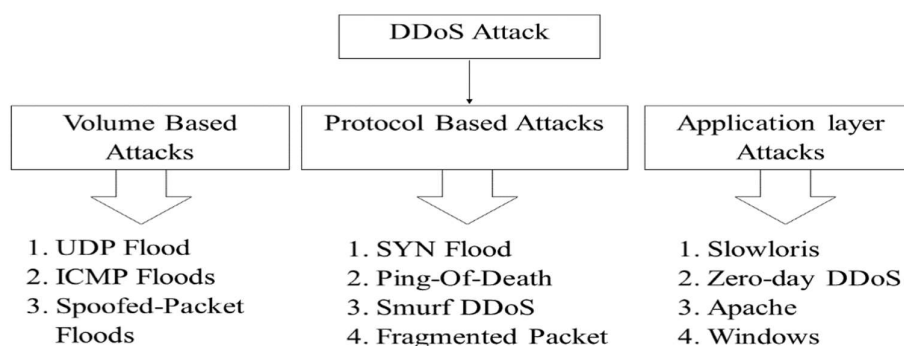 DDoS Attack
Volume Based
Attacks
1. UDP Flood
2. ICMP Floods
3. Spoofed-Packet
Floods
Protocol Based Attacks
1. SYN Flood
2. Ping-Of-Death
3. Smurf DDoS
4. Fragmented Packet
Application layer
Attacks
1. Slowloris
2. Zero-day DDoS
3. Apache
4. Windows